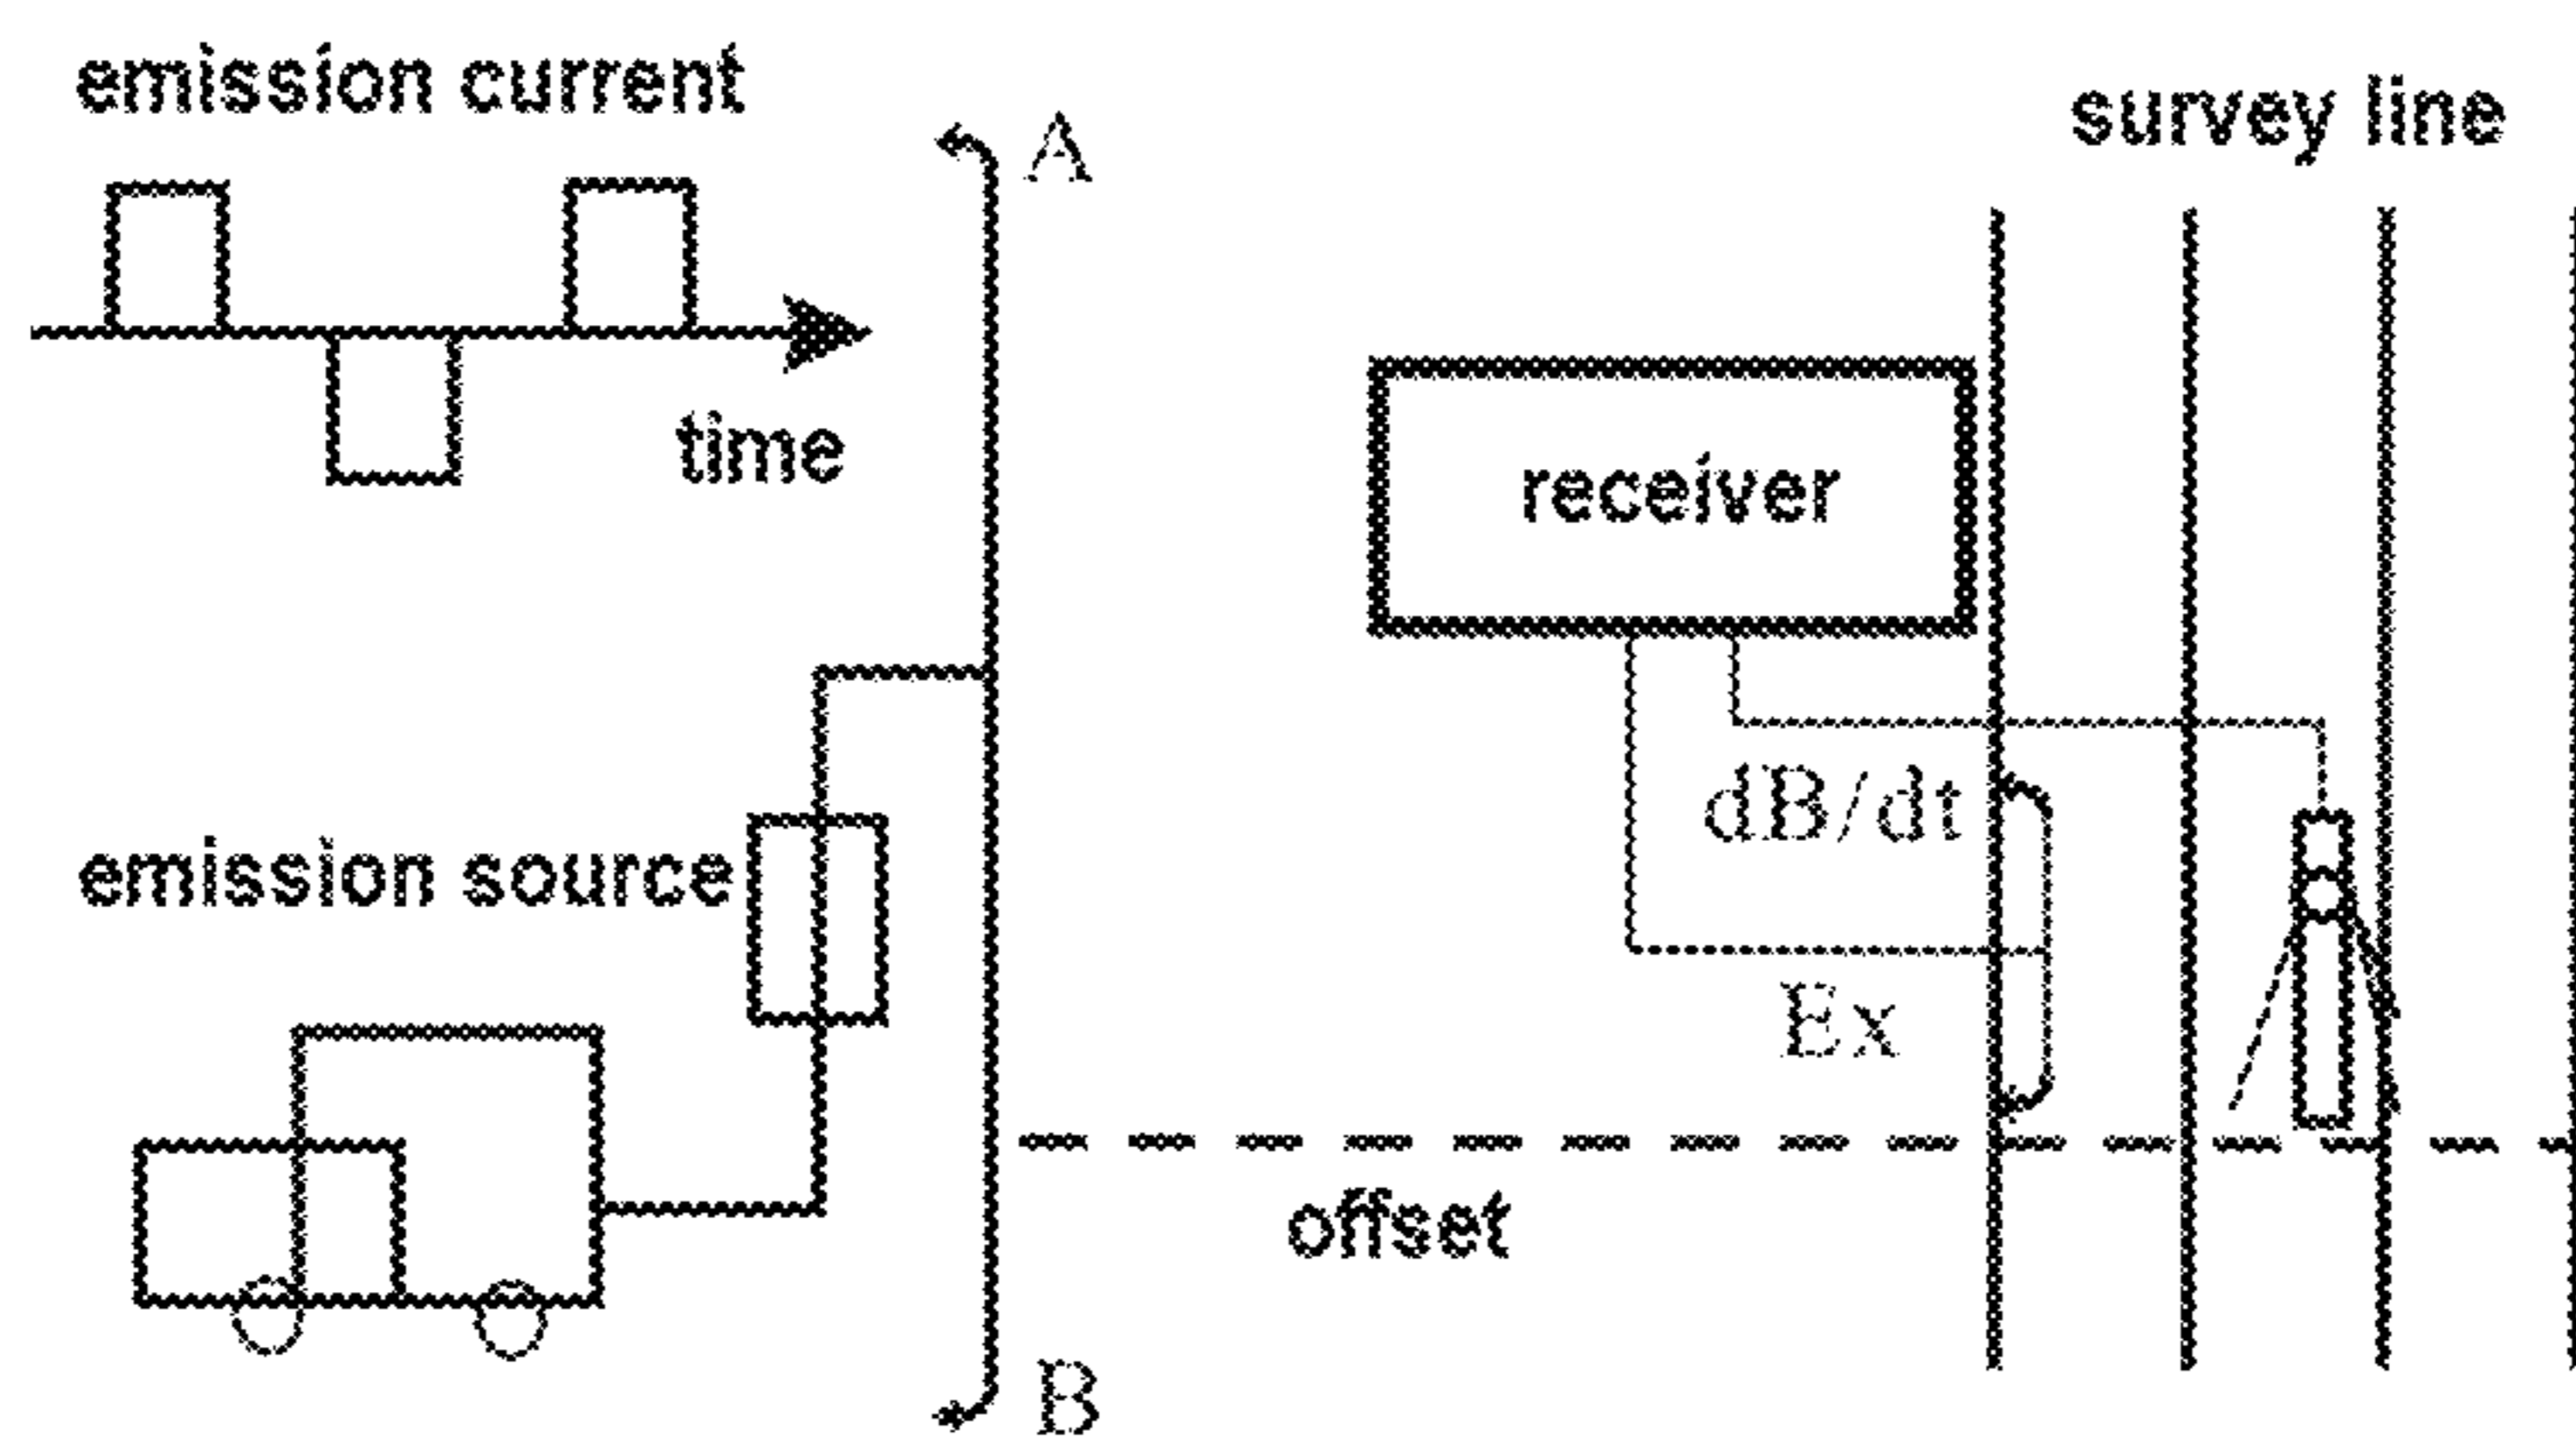 emission current
A
survey line
time
receiver
dB/dt
emission source
Ex
offset
B